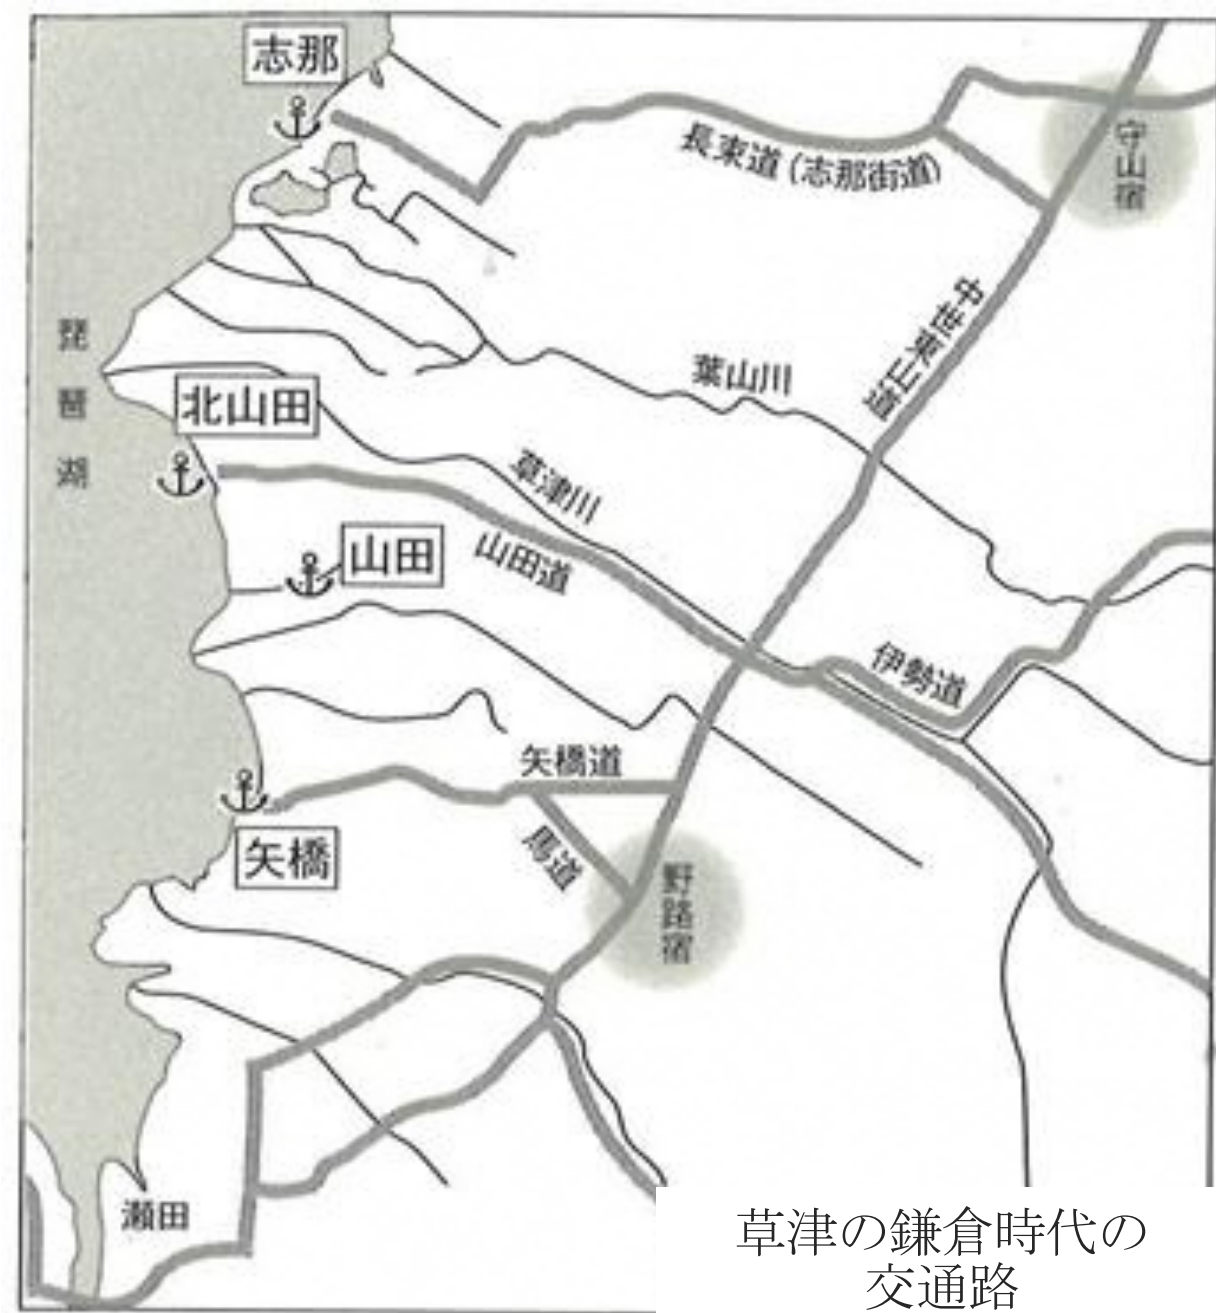 志那
長束道(志那街道)
守山宿
中世東山道
琵琶湖
葉山川
北山田
草津川
山田道
山田
伊勢道
矢橋道
矢橋
馬道
野路宿
瀬田
草津の鎌倉時代の
交通路